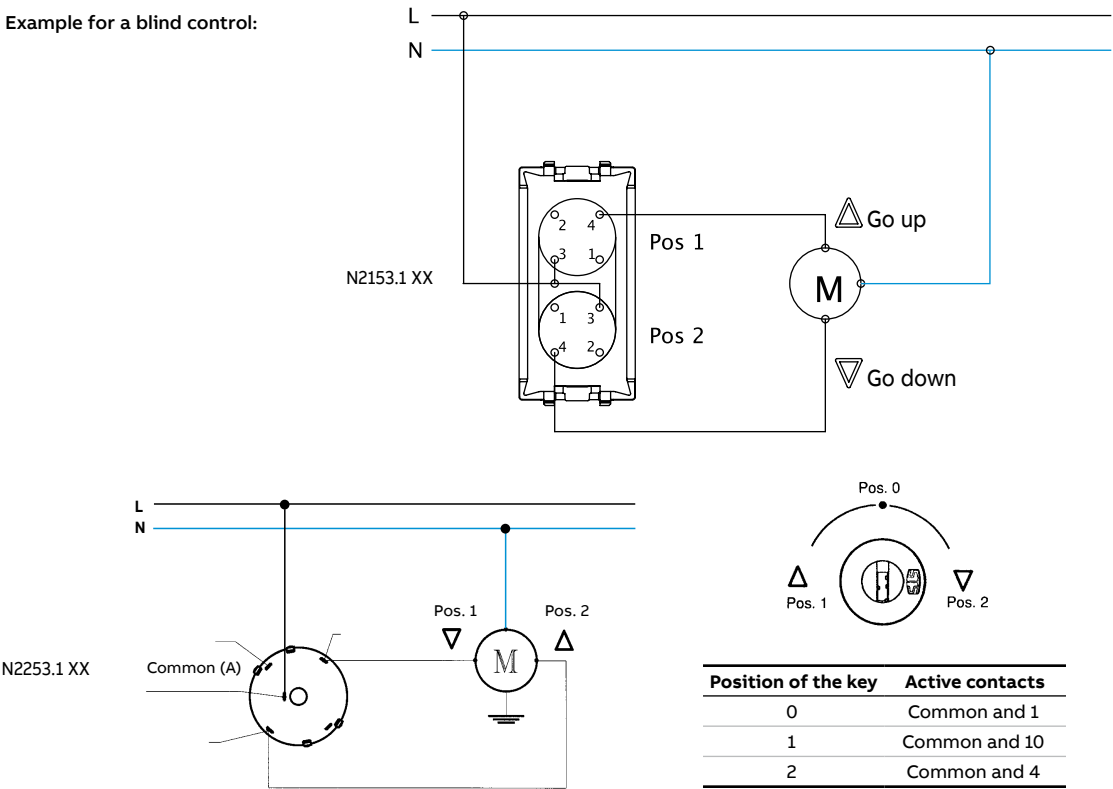 Example for a blind control:
L
N
2 4
3 1
Pos 1
Go up
N2153.1 XX
M
1 3
4 2
Pos 2
Go down
L
N
Pos. 1
Pos. 2
N2253.1 XX
Common (A)
M
Pos. 0
Pos. 1
Pos. 2
Position of the key Active contacts
0 Common and 1
1 Common and 10
2 Common and 4